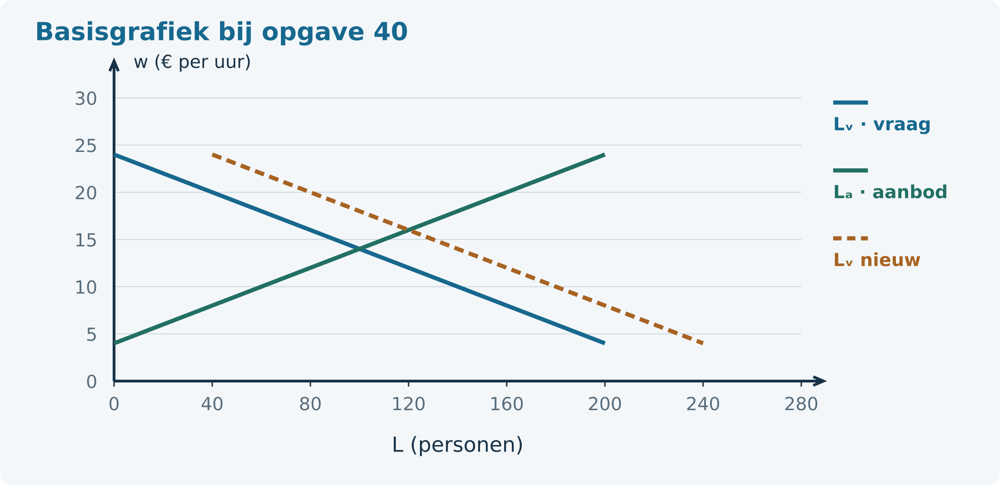 Basisgrafiek bij opgave 40
w (€ per uur)
30
25
20
15
10
5
0
0 40 80 120 160 200 240 280
L (personen)
Lᵥ · vraag
Lₐ · aanbod
Lᵥ nieuw